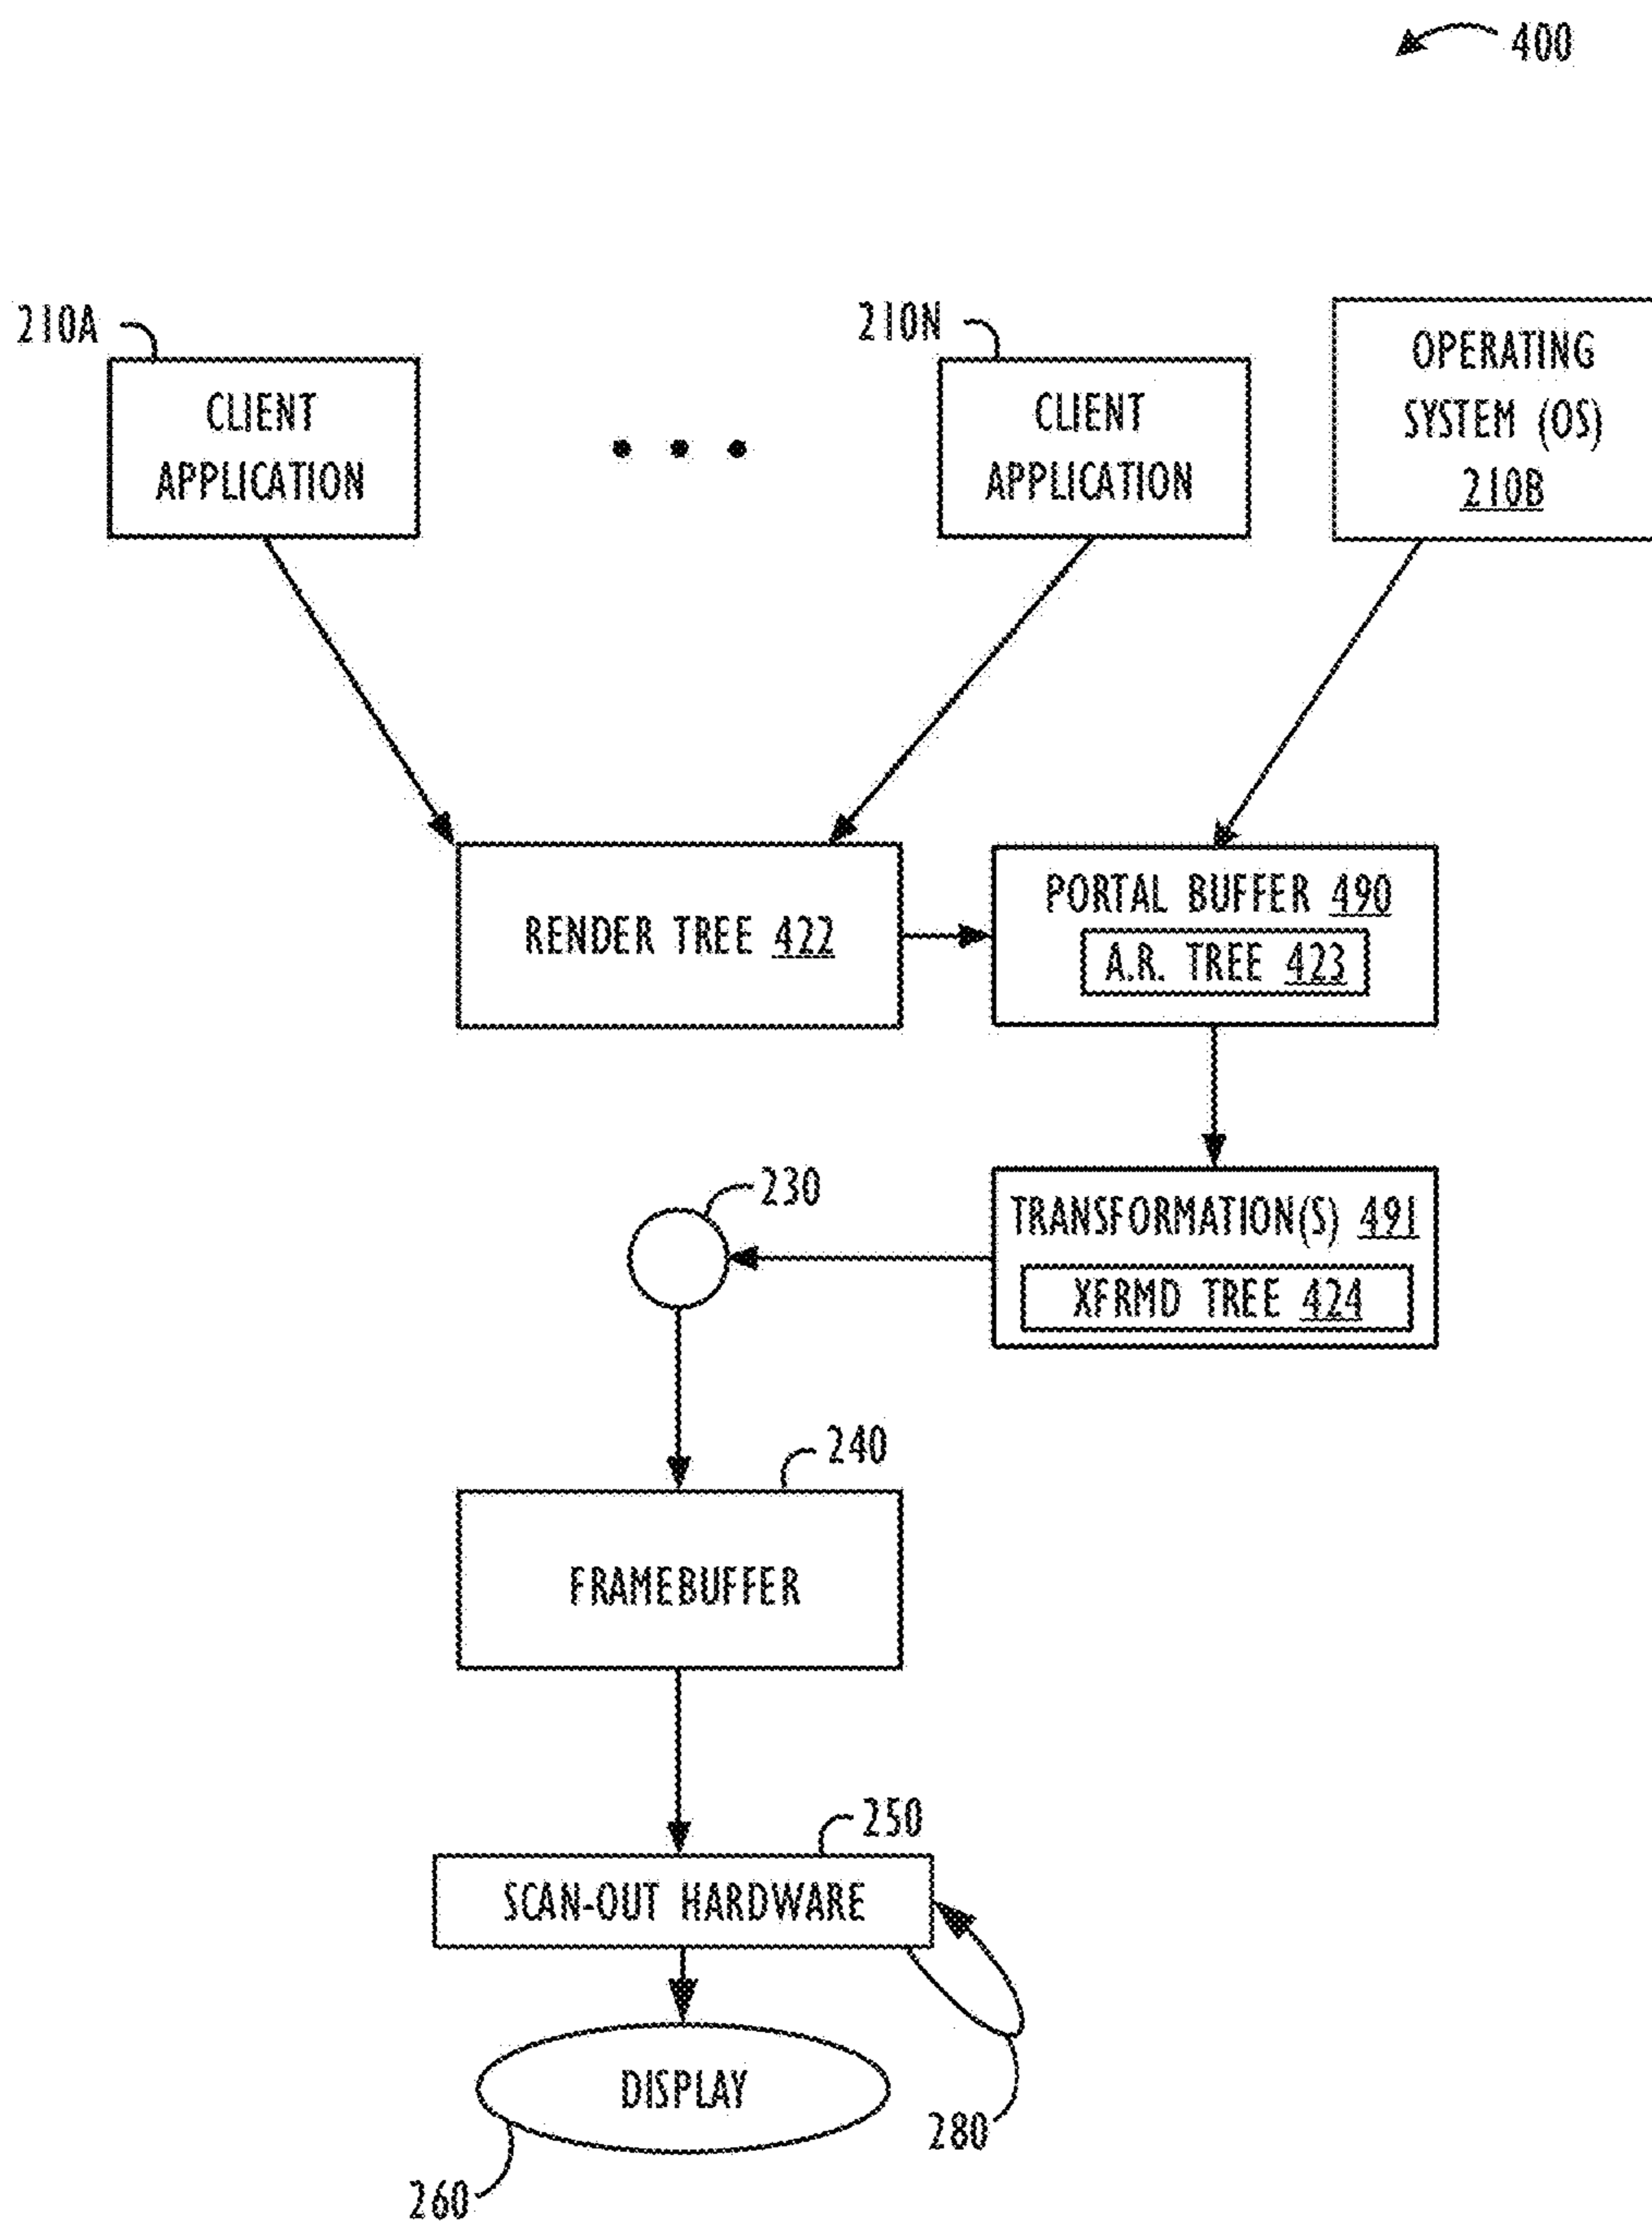 400
210A
210N
CLIENT
APPLICATION
CLIENT
APPLICATION
OPERATING
SYSTEM (OS)
210B
RENDER TREE 422
PORTAL BUFFER 490
A.R. TREE 423
TRANSFORMATION(S) 491
XFRMD TREE 424
230
240
FRAMEBUFFER
250
SCAN-OUT HARDWARE
DISPLAY
280
260